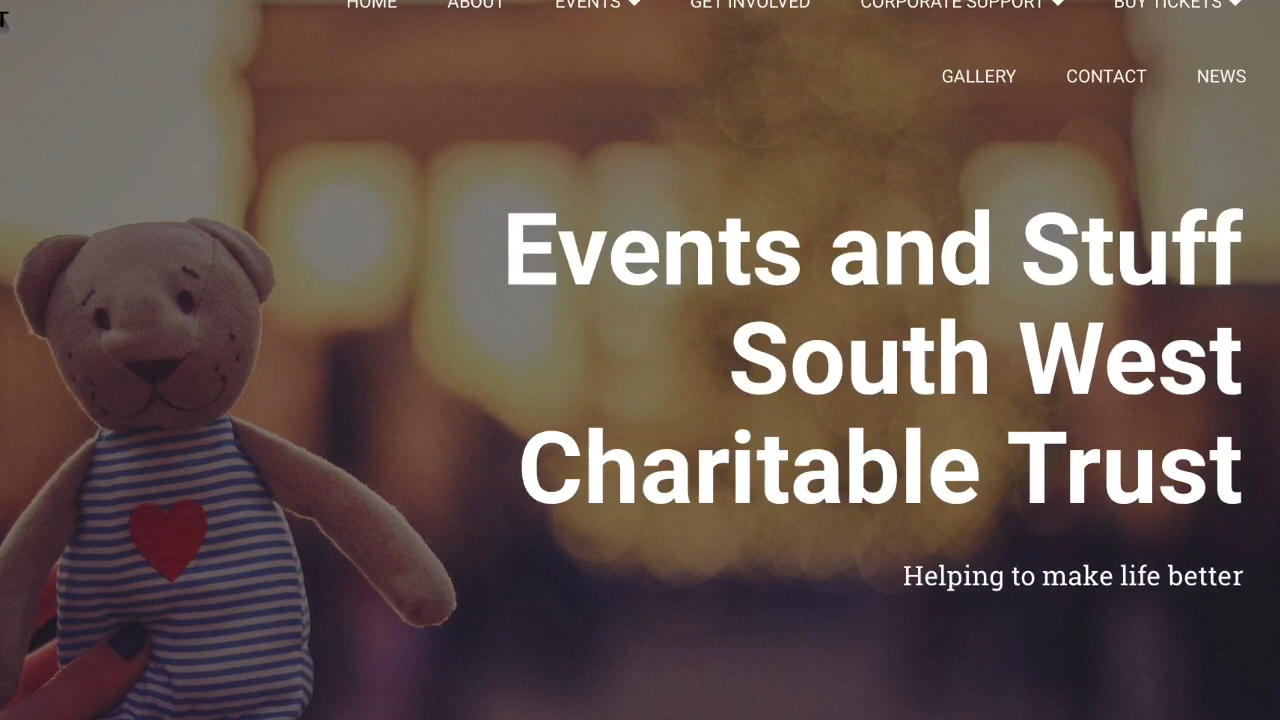 HOME ABOUT EVENTS GET INVOLVED CORPORATE SUPPORT BUY TICKETS
GALLERY CONTACT NEWS
Events and Stuff
South West
Charitable Trust
Helping to make life better